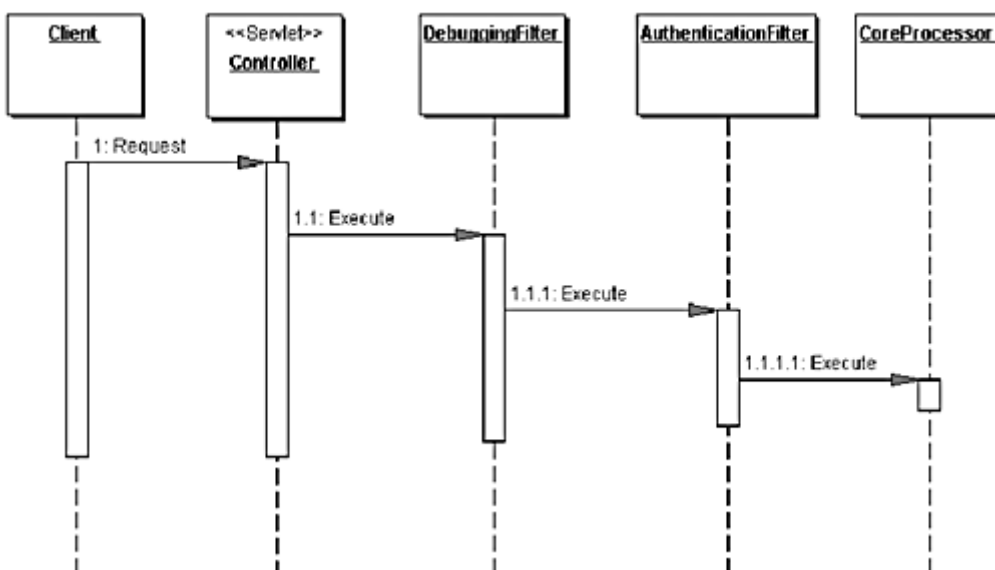 Client
<<Servlet>>
Controller
DebuggingFilter
AuthenticationFilter
CoreProcessor
1: Request
1.1: Execute
1.1.1: Execute
1.1.1.1: Execute